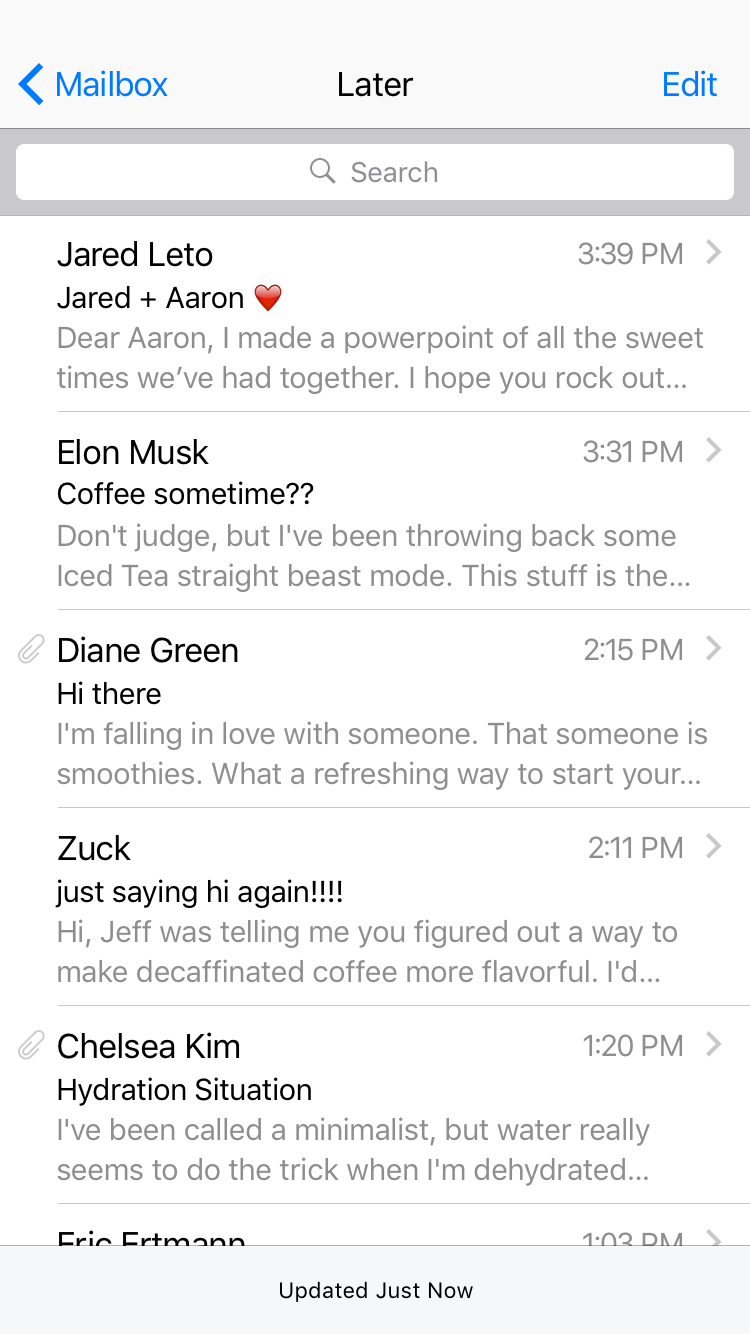 Mailbox Later Edit
Search
Jared Leto 3:39 PM
Jared + Aaron ❤️
Dear Aaron, I made a powerpoint of all the sweet
times we’ve had together. I hope you rock out...
Elon Musk 3:31 PM
Coffee sometime??
Don't judge, but I've been throwing back some
Iced Tea straight beast mode. This stuff is the...
Diane Green 2:15 PM
Hi there
I'm falling in love with someone. That someone is
smoothies. What a refreshing way to start your...
Zuck 2:11 PM
just saying hi again!!!!
Hi, Jeff was telling me you figured out a way to
make decaffinated coffee more flavorful. I'd...
Chelsea Kim 1:20 PM
Hydration Situation
I've been called a minimalist, but water really
seems to do the trick when I'm dehydrated...
Eric Ertmann 1:03 PM
Updated Just Now